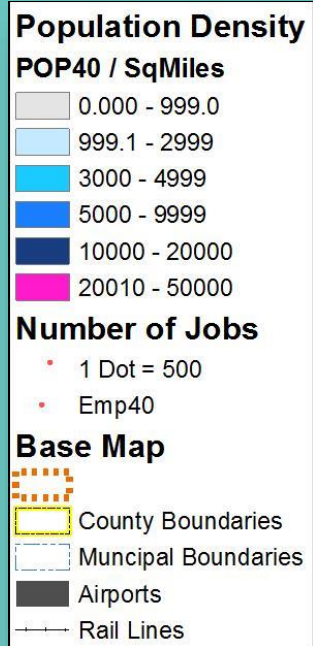 Population Density
POP40 / SqMiles
0.000 - 999.0
999.1 - 2999
3000 - 4999
5000 - 9999
10000 - 20000
20010 - 50000
Number of Jobs
1 Dot = 500
Emp40
Base Map
County Boundaries
Muncipal Boundaries
Airports
Rail Lines